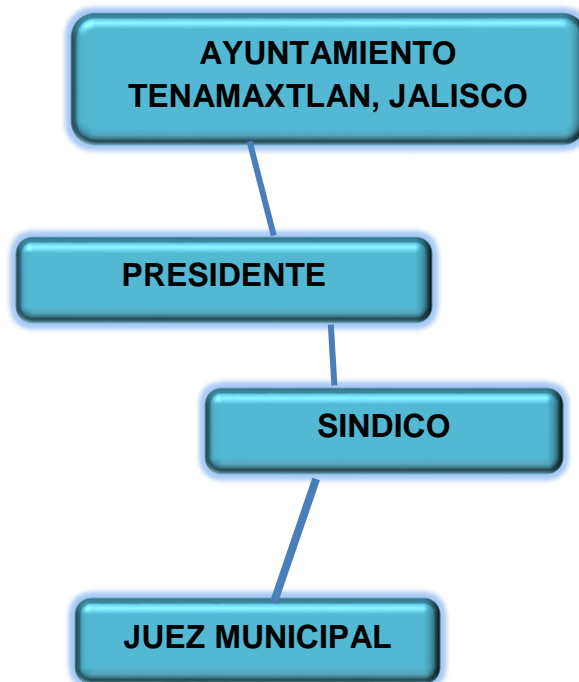 AYUNTAMIENTO
TENAMAXTLAN, JALISCO
PRESIDENTE
SINDICO
JUEZ MUNICIPAL